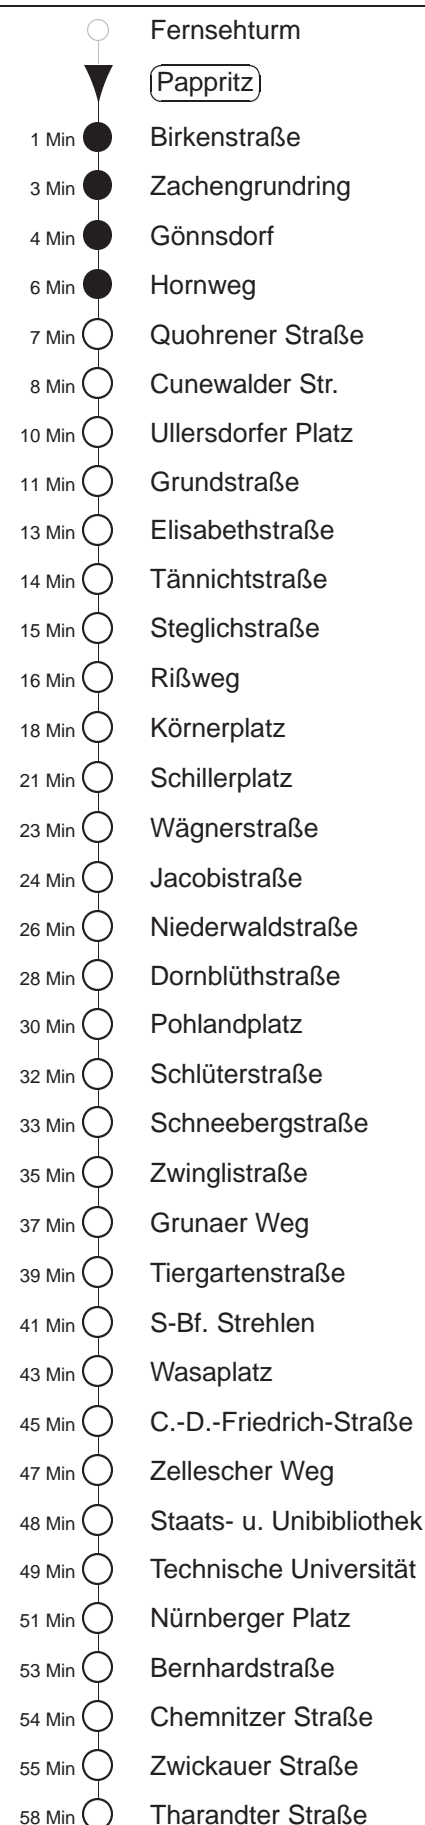 Fernsehturm
Pappritz
1 Min Birkenstraße
3 Min Zachengrundring
4 Min Gönnsdorf
6 Min Hornweg
7 Min Quohrener Straße
8 Min Cunewalder Str.
10 Min Ullersdorfer Platz
11 Min Grundstraße
13 Min Elisabethstraße
14 Min Tännichtstraße
15 Min Steglichstraße
16 Min Rißweg
18 Min Körnerplatz
21 Min Schillerplatz
23 Min Wägnerstraße
24 Min Jacobistraße
26 Min Niederwaldstraße
28 Min Dornblüthstraße
30 Min Pohlandplatz
32 Min Schlüterstraße
33 Min Schneebergstraße
35 Min Zwinglistraße
37 Min Grunaer Weg
39 Min Tiergartenstraße
41 Min S-Bf. Strehlen
43 Min Wasaplatz
45 Min C.-D.-Friedrich-Straße
47 Min Zellescher Weg
48 Min Staats- u. Unibibliothek
49 Min Technische Universität
51 Min Nürnberger Platz
53 Min Bernhardstraße
54 Min Chemnitzer Straße
55 Min Zwickauer Straße
58 Min Tharandter Straße